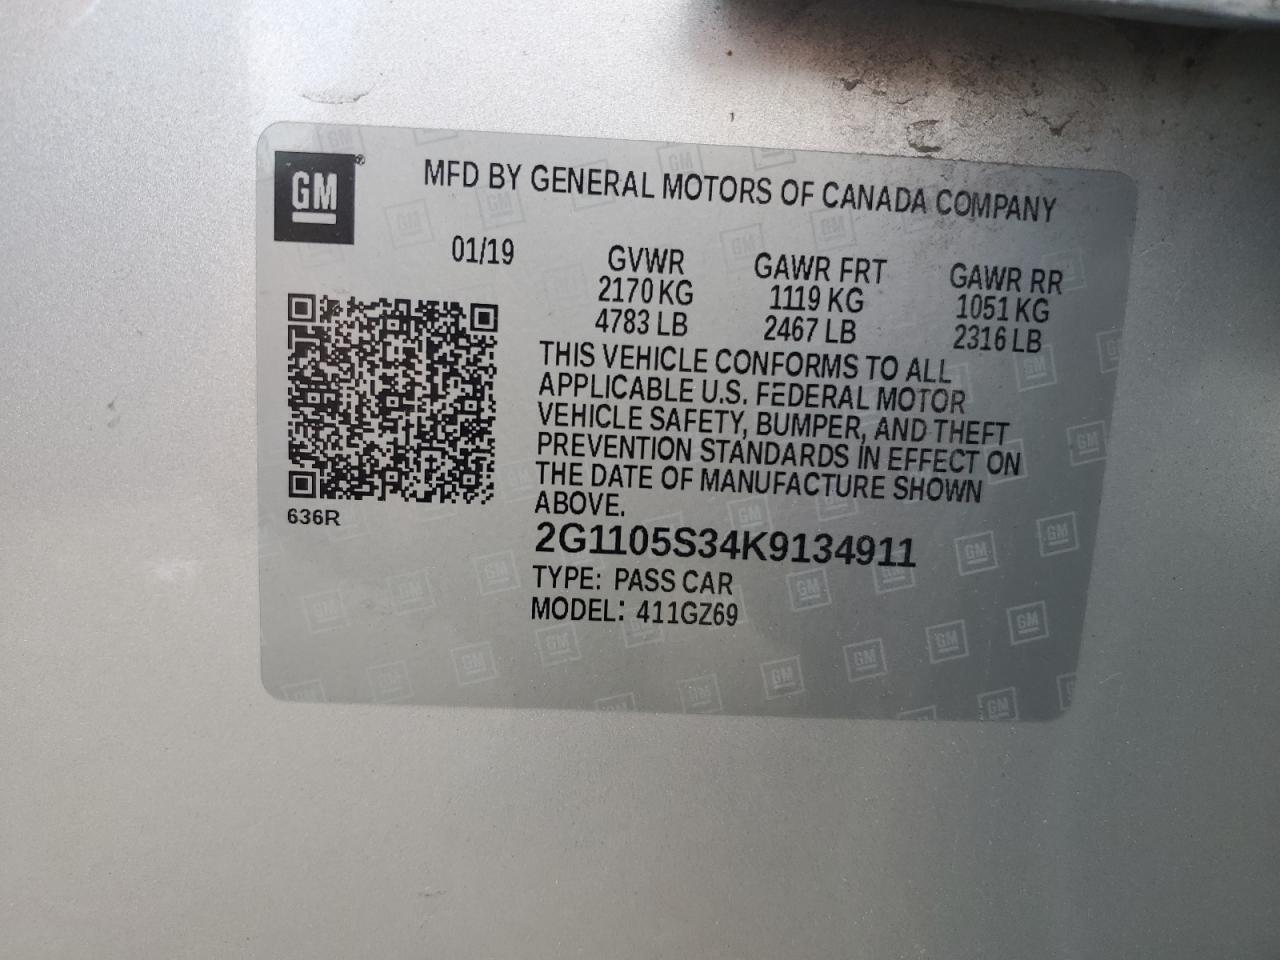 GM®
MFD BY GENERAL MOTORS OF CANADA COMPANY
01/19
GVWR
2170 KG
4783 LB
GAWR FRT
1119 KG
2467 LB
GAWR RR
1051 KG
2316 LB
THIS VEHICLE CONFORMS TO ALL
APPLICABLE U.S. FEDERAL MOTOR
VEHICLE SAFETY, BUMPER, AND THEFT
PREVENTION STANDARDS IN EFFECT ON
THE DATE OF MANUFACTURE SHOWN
ABOVE.
636R
2G1105S34K9134911
TYPE: PASS CAR
MODEL: 411GZ69